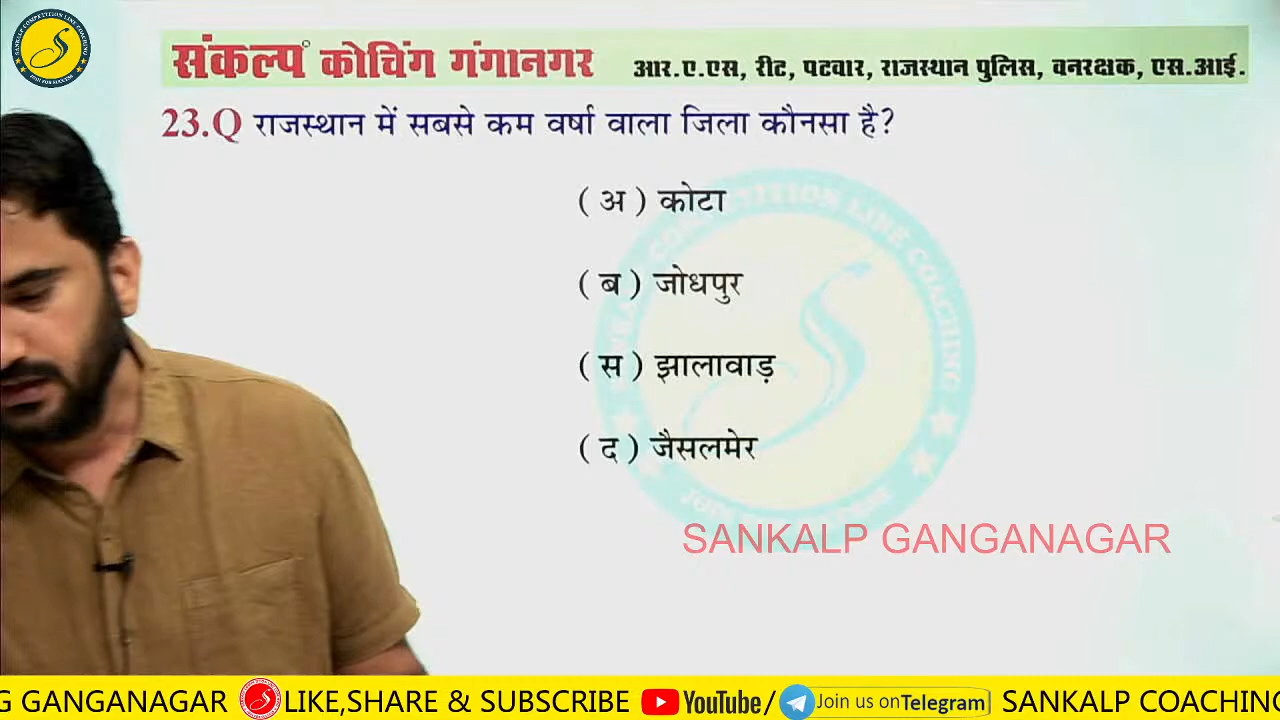 संकल्प कोचिंग गंगानगर आर.ए.एस, रीट, पटवार, राजस्थान पुलिस, वनरक्षक, एस.आई.
23.Q राजस्थान में सबसे कम वर्षा वाला जिला कौनसा है?
( अ ) कोटा
( ब ) जोधपुर
( स ) झालावाड़
( द ) जैसलमेर
SANKALP GANGANAGAR
G GANGANAGAR LIKE,SHARE & SUBSCRIBE YouTube / Join us on Telegram SANKALP COACHING